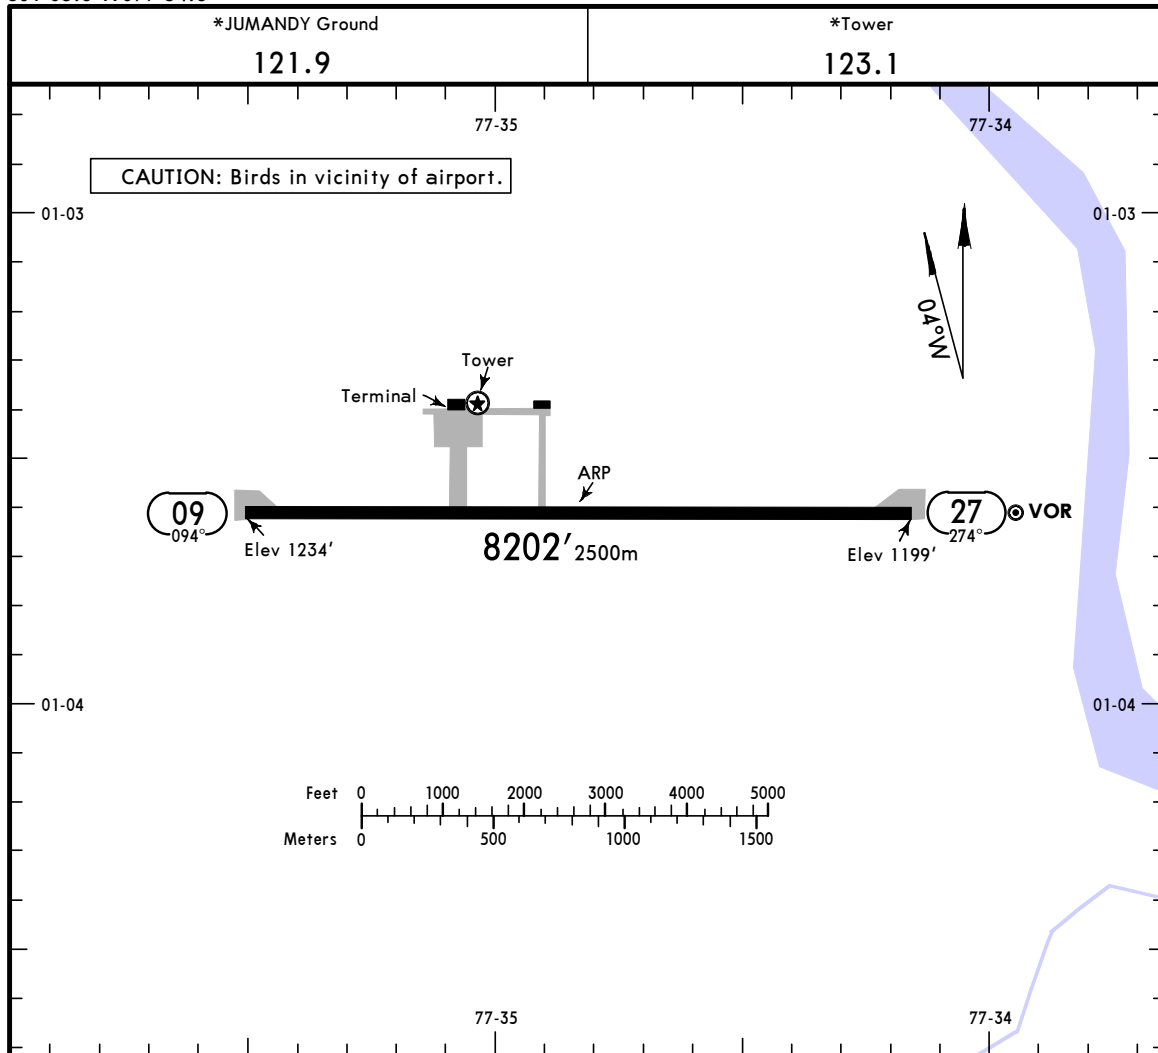 *JUMANDY Ground
121.9
*Tower
123.1
77-35
77-34
CAUTION: Birds in vicinity of airport.
01-03
01-03
04°W
Tower
Terminal
ARP
09
094°
27
274°
VOR
Elev 1234'
8202' 2500m
Elev 1199'
01-04
01-04
Feet 0 1000 2000 3000 4000 5000
Meters 0 500 1000 1500
77-35
77-34